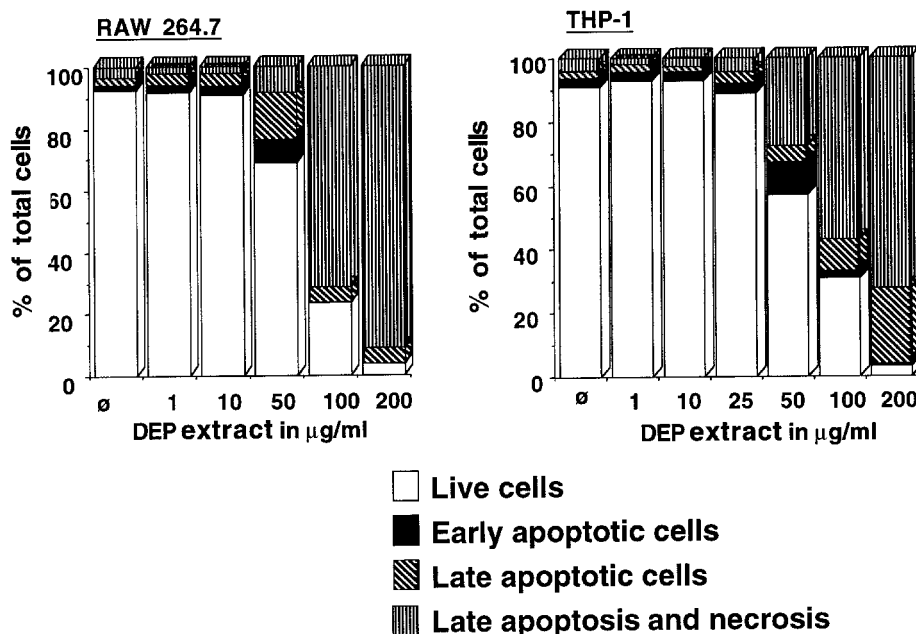 RAW 264.7
% of total cells
100
80
60
40
20
0
ø 1 10 50 100 200
DEP extract in μg/ml
THP-1
% of total cells
100
80
60
40
20
0
ø 1 10 25 50 100 200
DEP extract in μg/ml
Live cells
Early apoptotic cells
Late apoptotic cells
Late apoptosis and necrosis